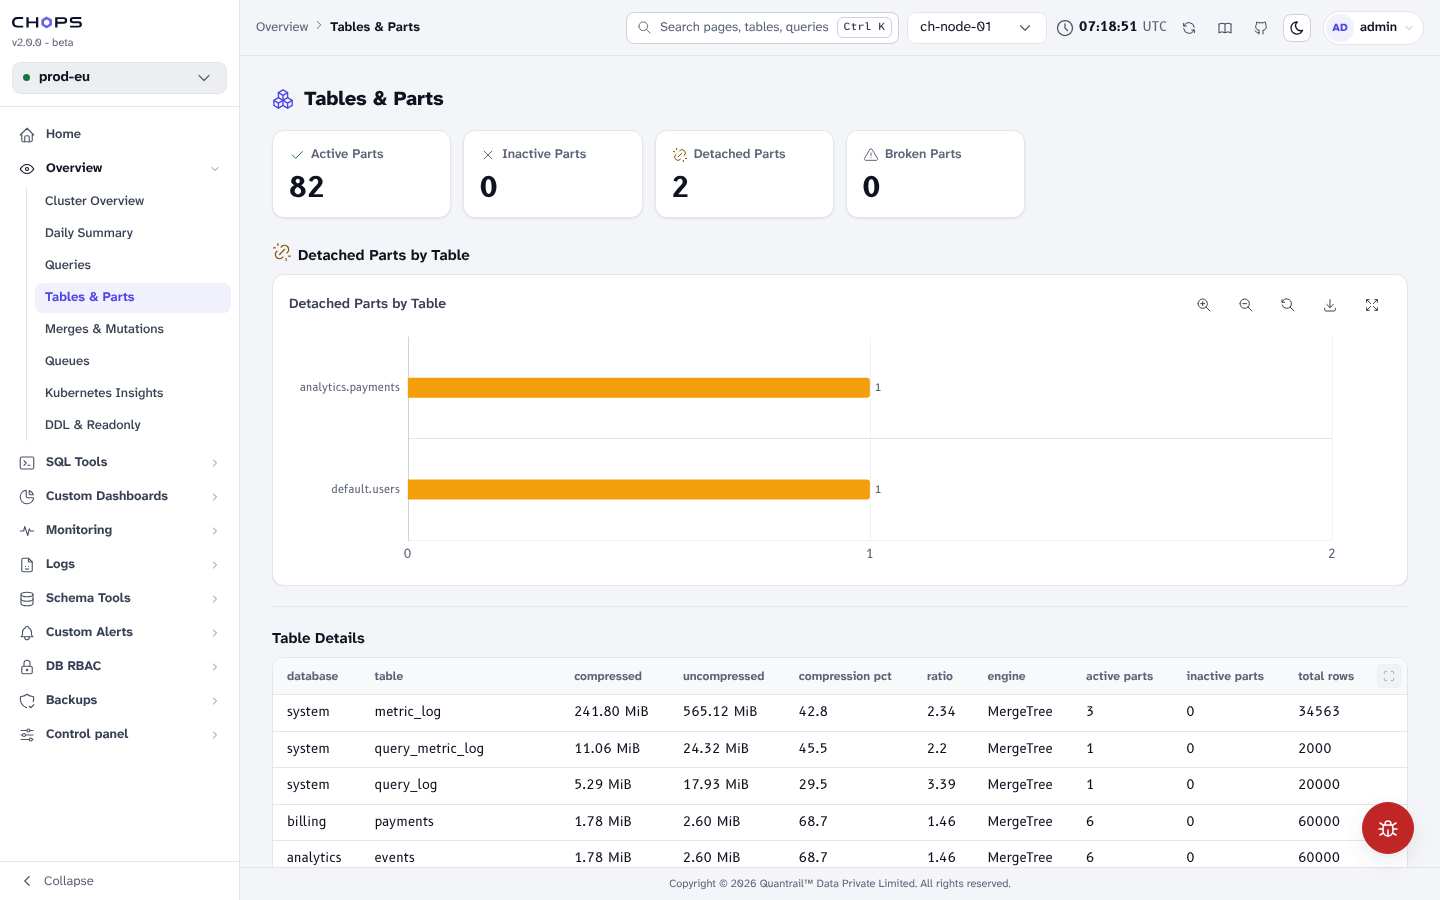 CHOPS
v2.0.0 - beta
prod-eu
Home
Overview
Cluster Overview
Daily Summary
Queries
Tables & Parts
Merges & Mutations
Queues
Kubernetes Insights
DDL & Readonly
SQL Tools
Custom Dashboards
Monitoring
Logs
Schema Tools
Custom Alerts
DB RBAC
Backups
Control panel
Collapse
Overview > Tables & Parts
Search pages, tables, queries Ctrl K
ch-node-01
07:18:51 UTC
AD admin
Tables & Parts
Active Parts
82
Inactive Parts
0
Detached Parts
2
Broken Parts
0
Detached Parts by Table
Detached Parts by Table
analytics.payments 1
default.users 1
0 1 2
Table Details
database table compressed uncompressed compression pct ratio engine active parts inactive parts total rows
system metric_log 241.80 MiB 565.12 MiB 42.8 2.34 MergeTree 3 0 34563
system query_metric_log 11.06 MiB 24.32 MiB 45.5 2.2 MergeTree 1 0 2000
system query_log 5.29 MiB 17.93 MiB 29.5 3.39 MergeTree 1 0 20000
billing payments 1.78 MiB 2.60 MiB 68.7 1.46 MergeTree 6 0 60000
analytics events 1.78 MiB 2.60 MiB 68.7 1.46 MergeTree 6 0 60000
Copyright © 2026 Quantrail™ Data Private Limited. All rights reserved.